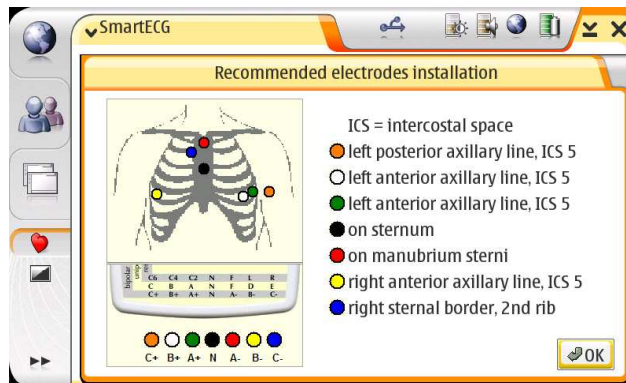 SmartECG
Recommended electrodes installation
ICS = intercostal space
left posterior axillary line, ICS 5
left anterior axillary line, ICS 5
left anterior axillary line, ICS 5
on sternum
on manubrium sterni
right anterior axillary line, ICS 5
right sternal border, 2nd rib
bipolar
C6 C4 C2 N F L R
C B A N F D E
C+ B+ A+ N A- B- C-
C+ B+ A+ N A- B- C-
OK